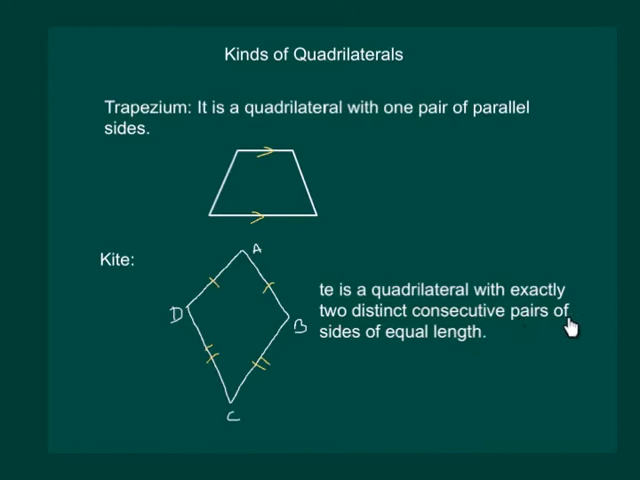 Kinds of Quadrilaterals
Trapezium: It is a quadrilateral with one pair of parallel
sides.
Kite:
A
D
B
C
te is a quadrilateral with exactly
two distinct consecutive pairs of
sides of equal length.